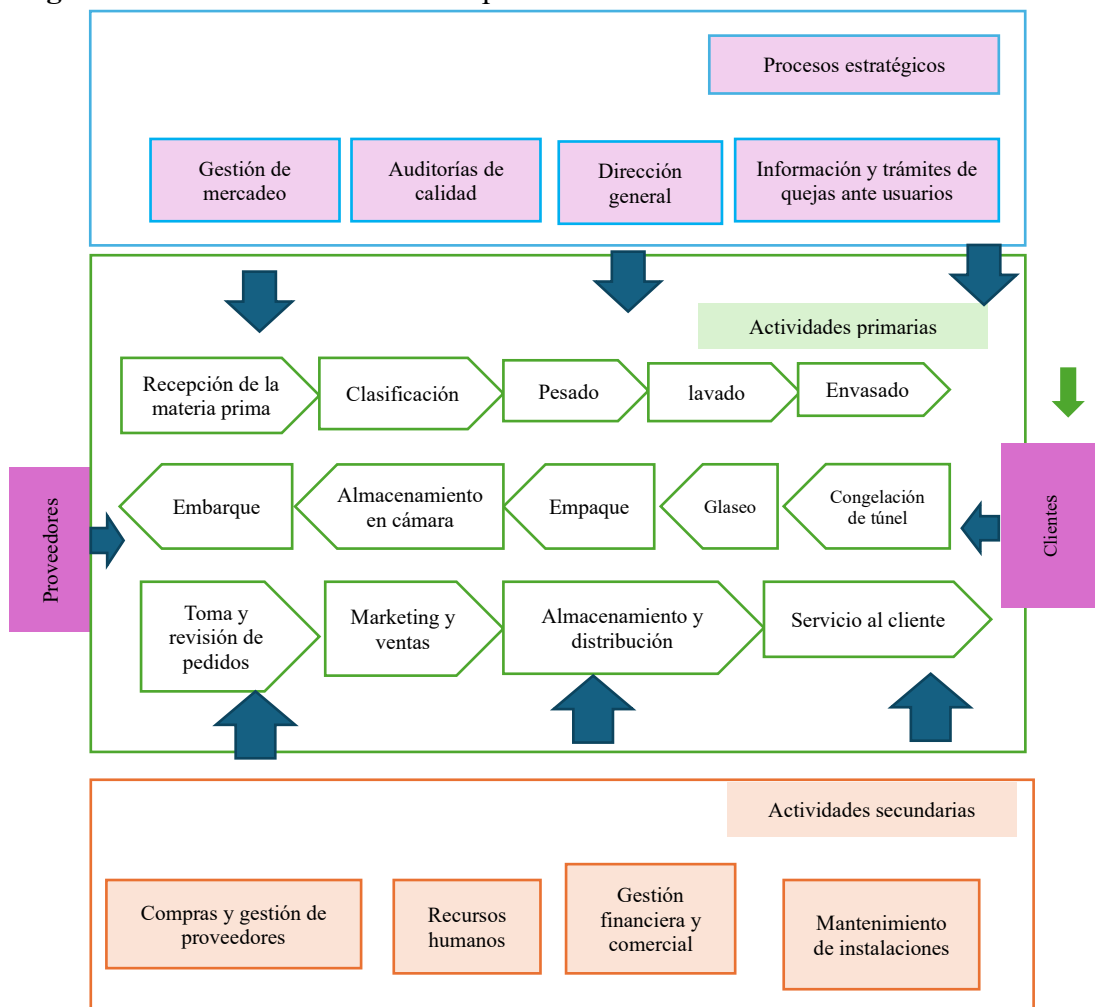 Procesos estratégicos
Gestión de
mercadeo
Auditorías de
calidad
Dirección
general
Información y trámites de
quejas ante usuarios
Actividades primarias
Recepción de la
materia prima
Clasificación
Pesado
lavado
Envasado
Proveedores
Embarque
Almacenamiento
en cámara
Empaque
Glaseo
Congelación
de túnel
Clientes
Toma y
revisión de
pedidos
Marketing y
ventas
Almacenamiento y
distribución
Servicio al cliente
Actividades secundarias
Compras y gestión de
proveedores
Recursos
humanos
Gestión
financiera y
comercial
Mantenimiento
de instalaciones